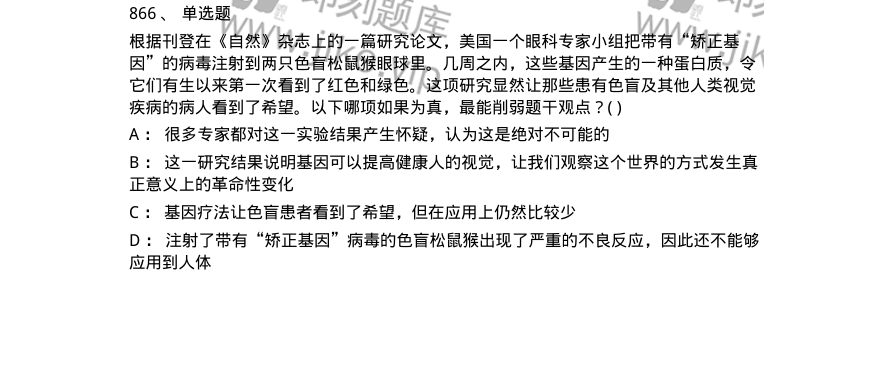 即刻题库
866 、 单选题
根据刊登在《自然》杂志上的一篇研究论文，美国一个眼科专家小组把带有“矫正基
因”的病毒注射到两只色盲松鼠猴眼球里。几周之内，这些基因产生的一种蛋白质，令
它们有生以来第一次看到了红色和绿色。这项研究显然让那些患有色盲及其他人类视觉
疾病的病人看到了希望。以下哪项如果为真，最能削弱题干观点？( )
A ： 很多专家都对这一实验结果产生怀疑，认为这是绝对不可能的
B ： 这一研究结果说明基因可以提高健康人的视觉，让我们观察这个世界的方式发生真
正意义上的革命性变化
C ： 基因疗法让色盲患者看到了希望，但在应用上仍然比较少
D ： 注射了带有“矫正基因”病毒的色盲松鼠猴出现了严重的不良反应，因此还不能够
应用到人体